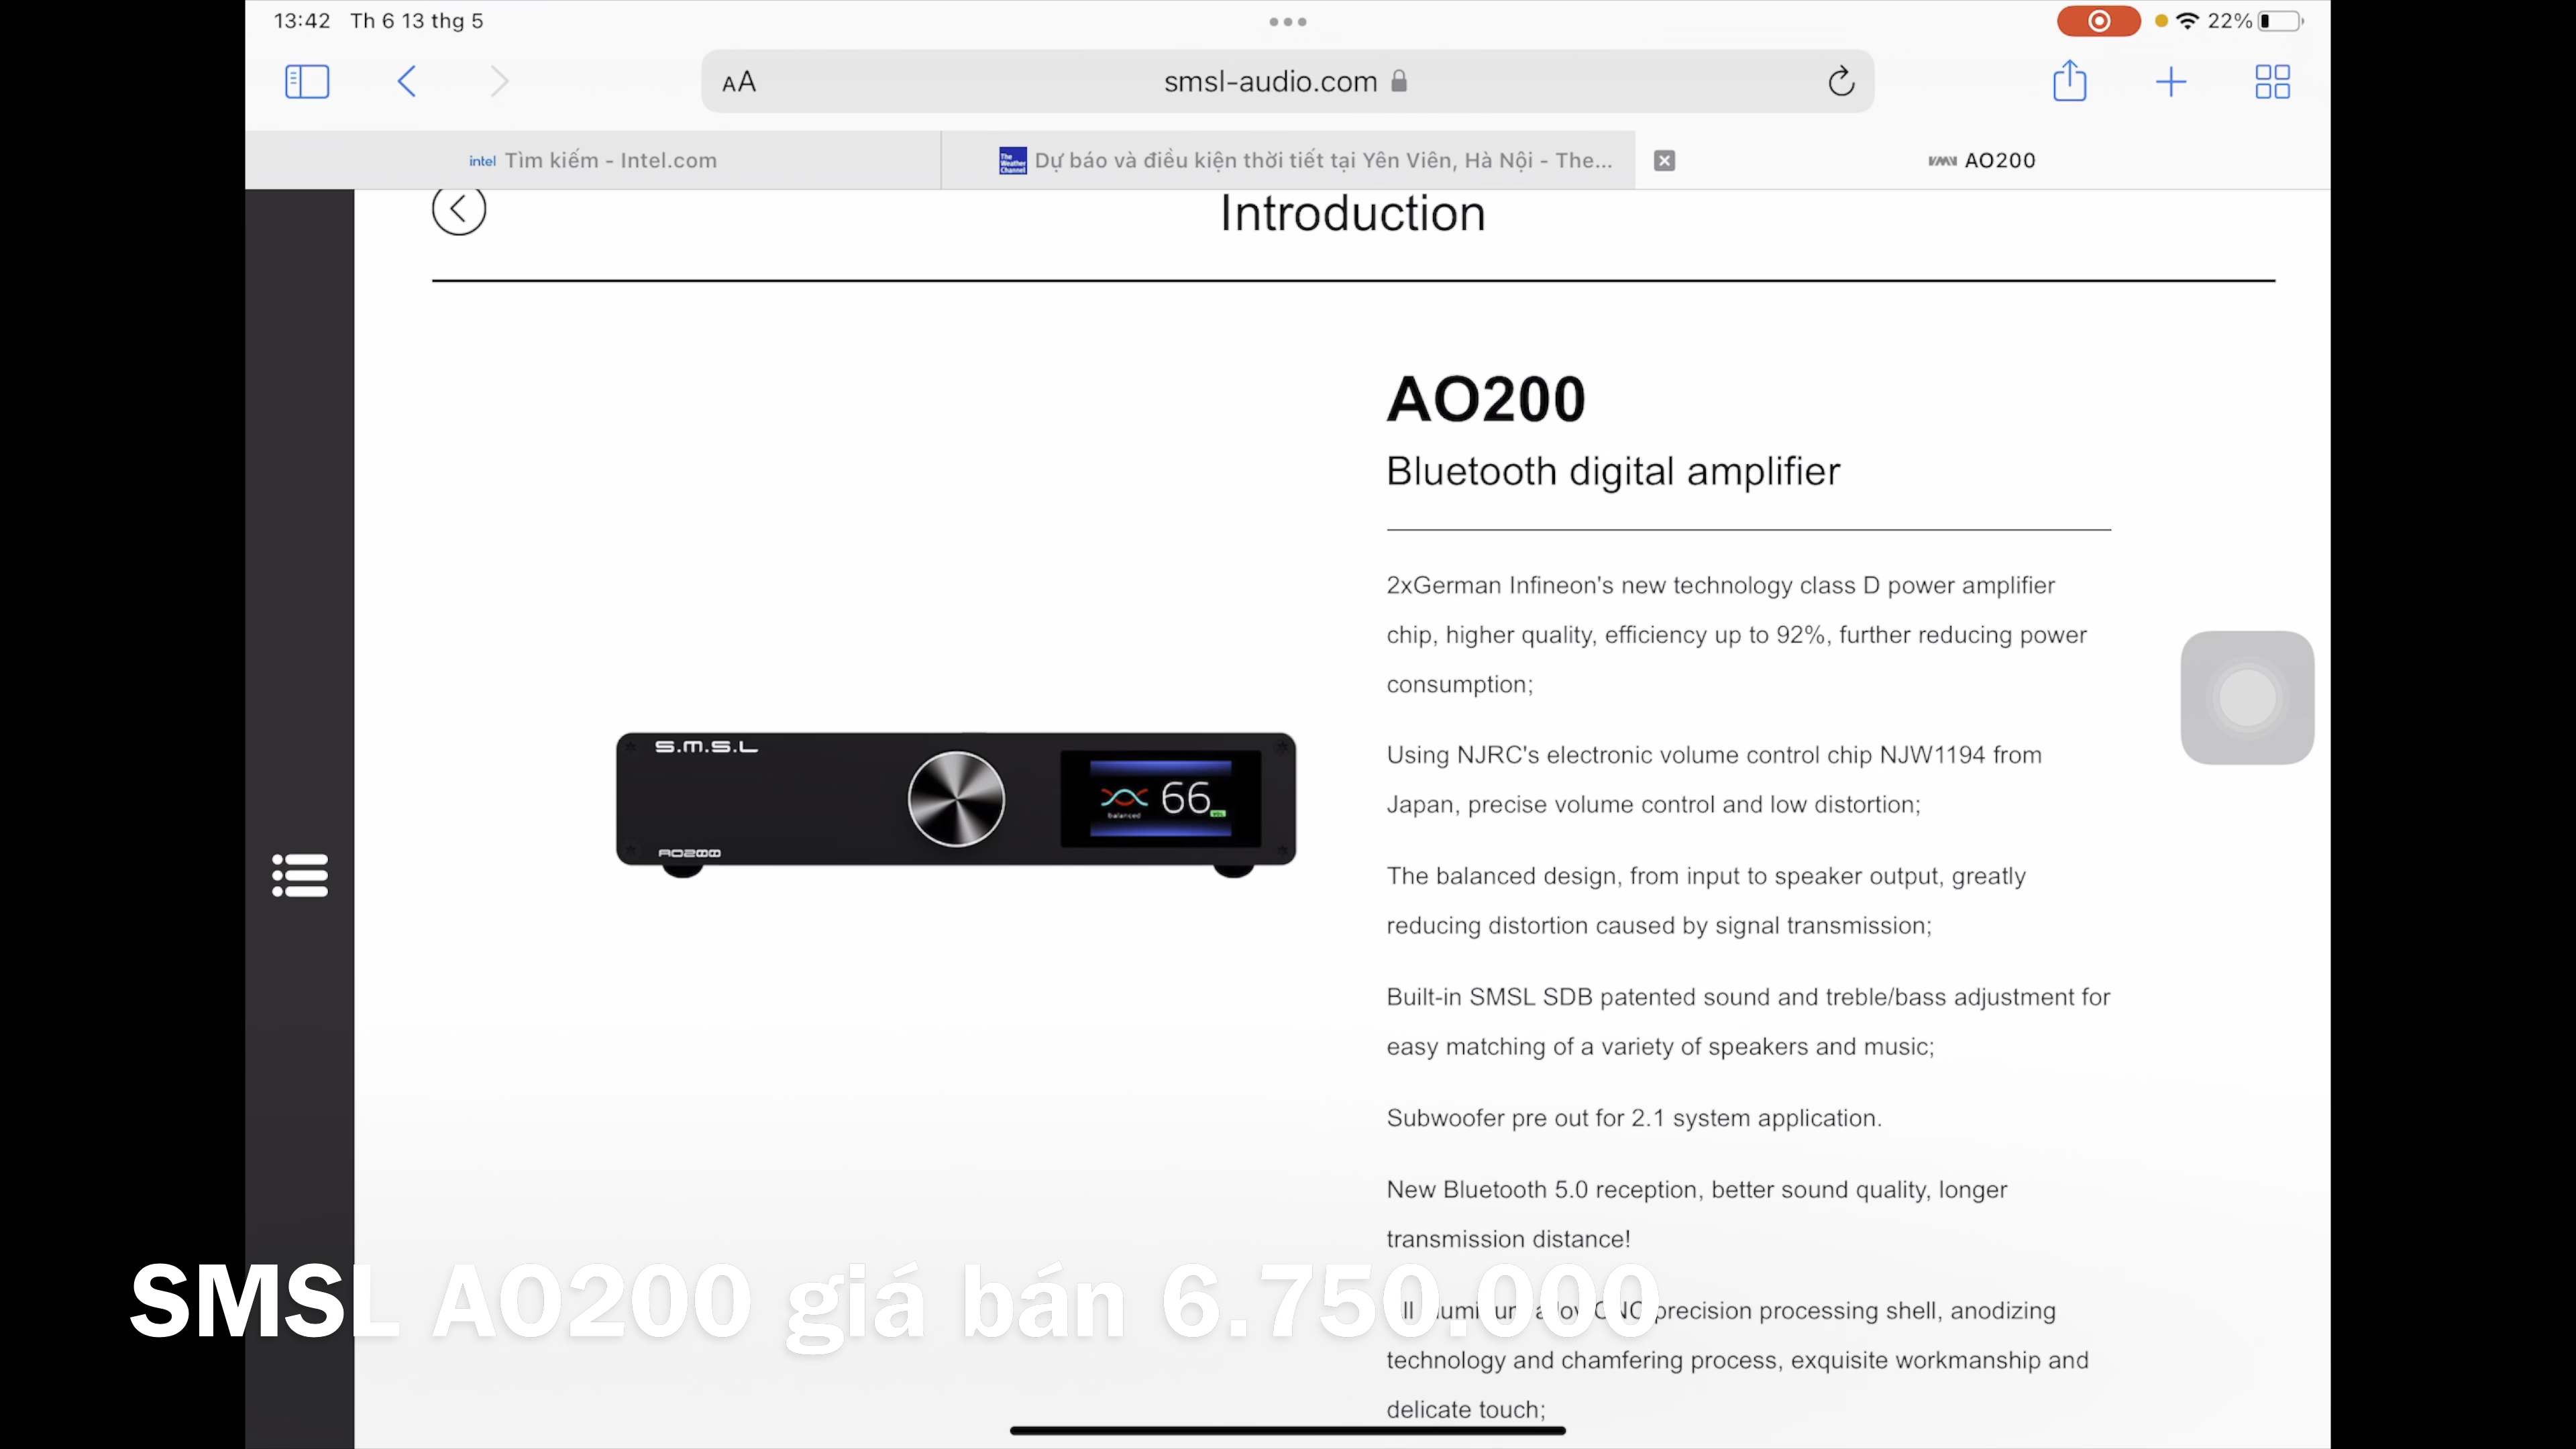 13:42 Th 6 13 thg 5
22%
AA
smsl-audio.com
intel Tìm kiếm - Intel.com
The Weather Channel
Dự báo và điều kiện thời tiết tại Yên Viên, Hà Nội - The...
AO200
Introduction
AO200
Bluetooth digital amplifier
2xGerman Infineon's new technology class D power amplifier
chip, higher quality, efficiency up to 92%, further reducing power
consumption;
Using NJRC's electronic volume control chip NJW1194 from
Japan, precise volume control and low distortion;
The balanced design, from input to speaker output, greatly
reducing distortion caused by signal transmission;
Built-in SMSL SDB patented sound and treble/bass adjustment for
easy matching of a variety of speakers and music;
Subwoofer pre out for 2.1 system application.
New Bluetooth 5.0 reception, better sound quality, longer
transmission distance!
precision processing shell, anodizing
technology and chamfering process, exquisite workmanship and
delicate touch;
S.M.S.L
66
balanced
AO200
SMSL AO200 giá bán 6.750.000